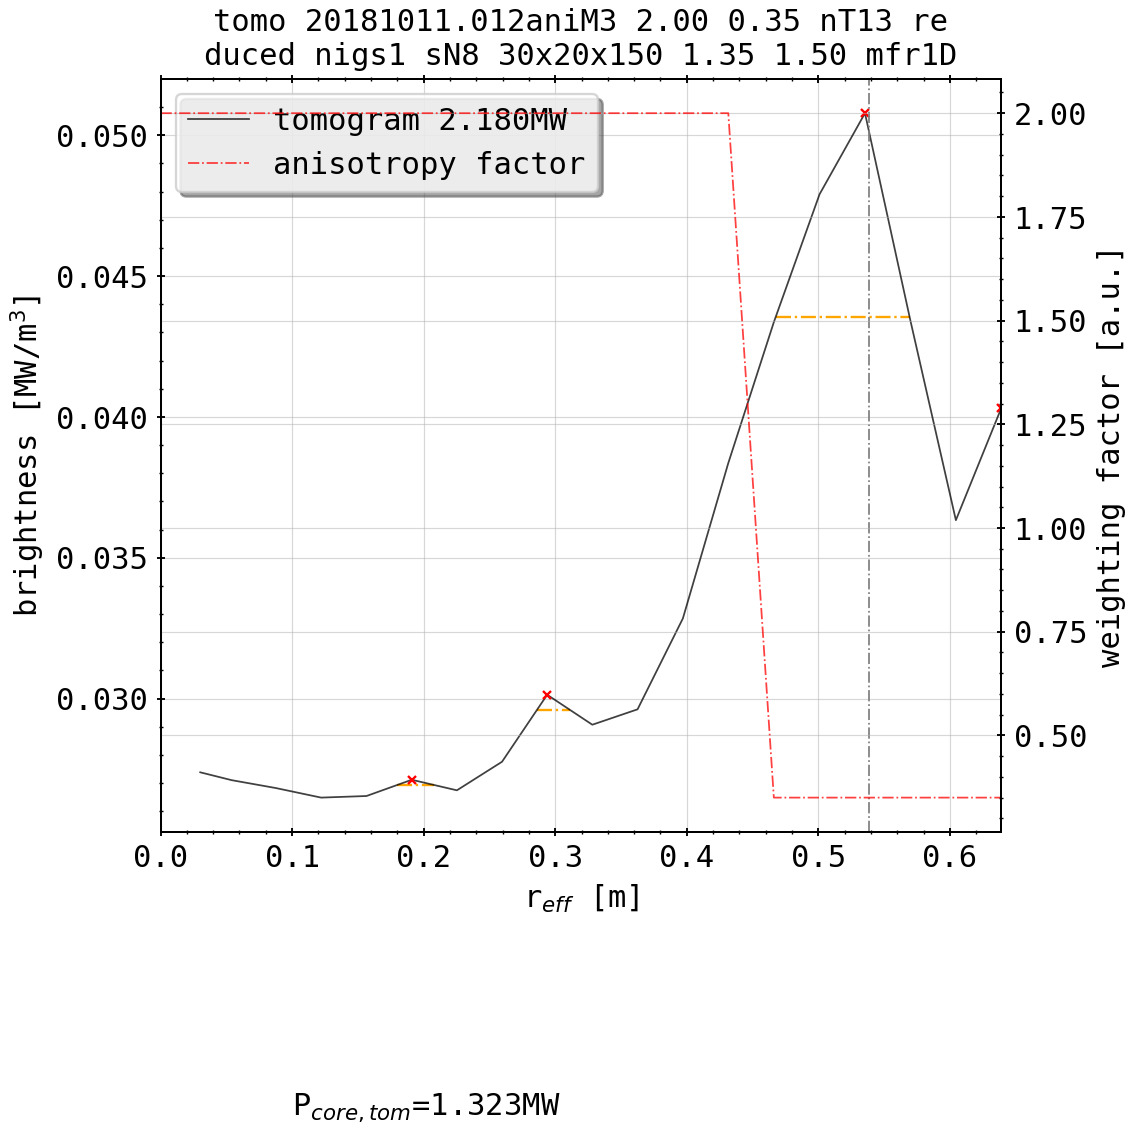 tomo 20181011.012aniM3 2.00 0.35 nT13 re
duced nigs1 sN8 30x20x150 1.35 1.50 mfr1D
tomogram 2.180MW
anisotropy factor
brightness [MW/m³]
0.050
0.045
0.040
0.035
0.030
2.00
1.75
1.50
1.25
1.00
0.75
0.50
weighting factor [a.u.]
0.0 0.1 0.2 0.3 0.4 0.5 0.6
r_eff [m]
P_core,tom=1.323MW